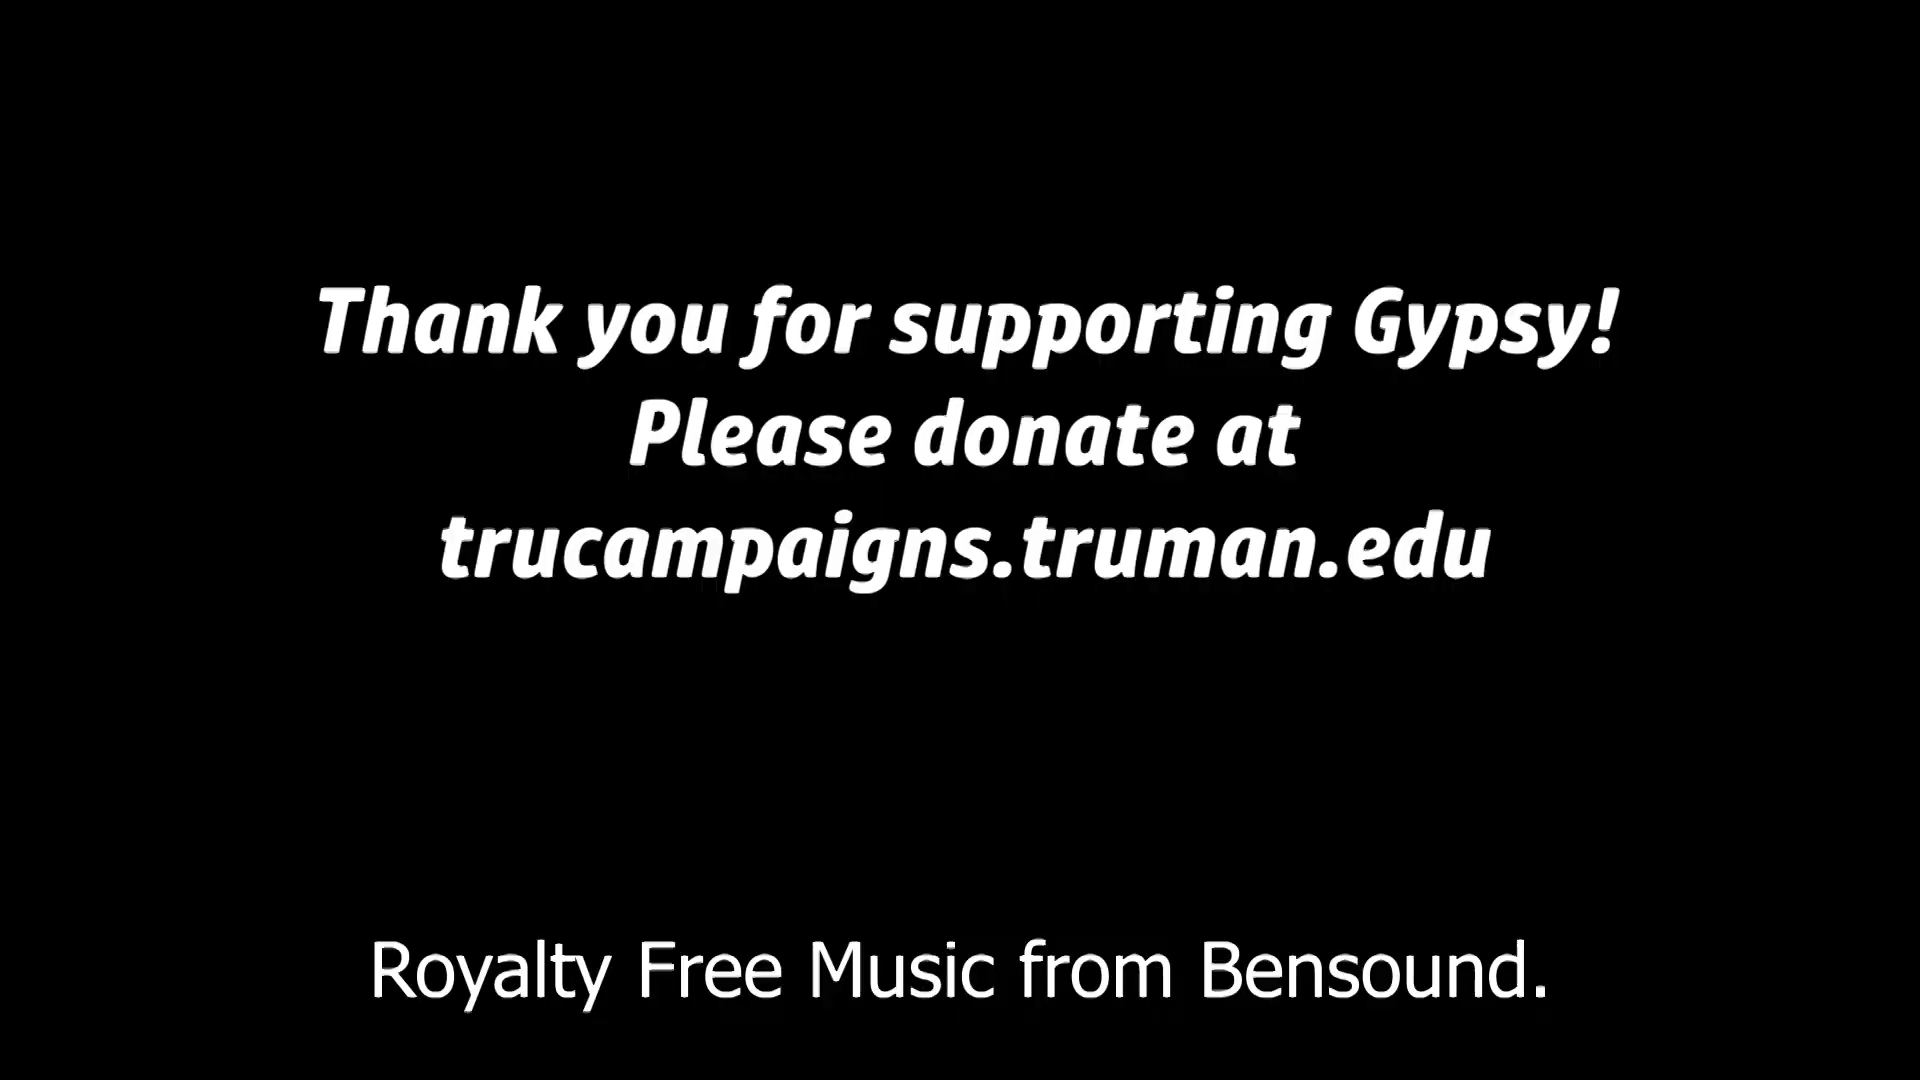 Thank you for supporting Gypsy!
Please donate at
trucampaigns.truman.edu
Royalty Free Music from Bensound.